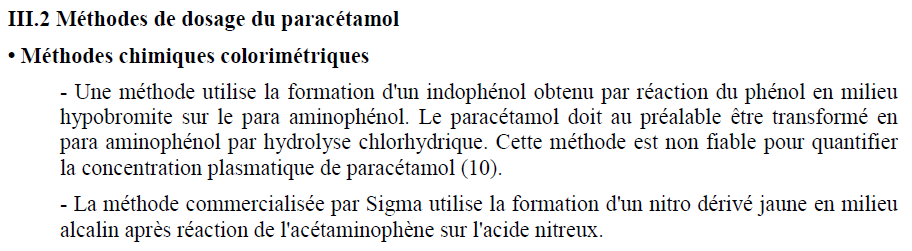 III.2 Méthodes de dosage du paracétamol
• Méthodes chimiques colorimétriques
- Une méthode utilise la formation d'un indophénol obtenu par réaction du phénol en milieu
hypobromite sur le para aminophénol. Le paracétamol doit au préalable être transformé en
para aminophénol par hydrolyse chlorhydrique. Cette méthode est non fiable pour quantifier
la concentration plasmatique de paracétamol (10).
- La méthode commercialisée par Sigma utilise la formation d'un nitro dérivé jaune en milieu
alcalin après réaction de l'acétaminophène sur l'acide nitreux.